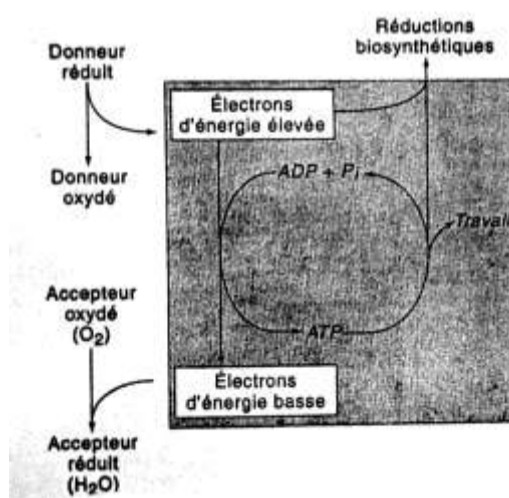 Réductions
biosynthétiques
Donneur
réduit
Électrons
d'énergie élevée
ADP + Pi
Donneur
oxydé
Travail
Accepteur
oxydé
(O₂)
ATP
Électrons
d'énergie basse
Accepteur
réduit
(H₂O)